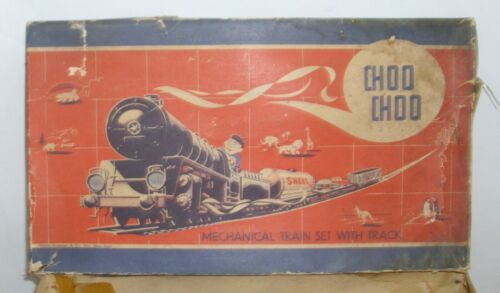 CHOO
CHOO
SHELL
MECHANICAL TRAIN SET WITH TRACK